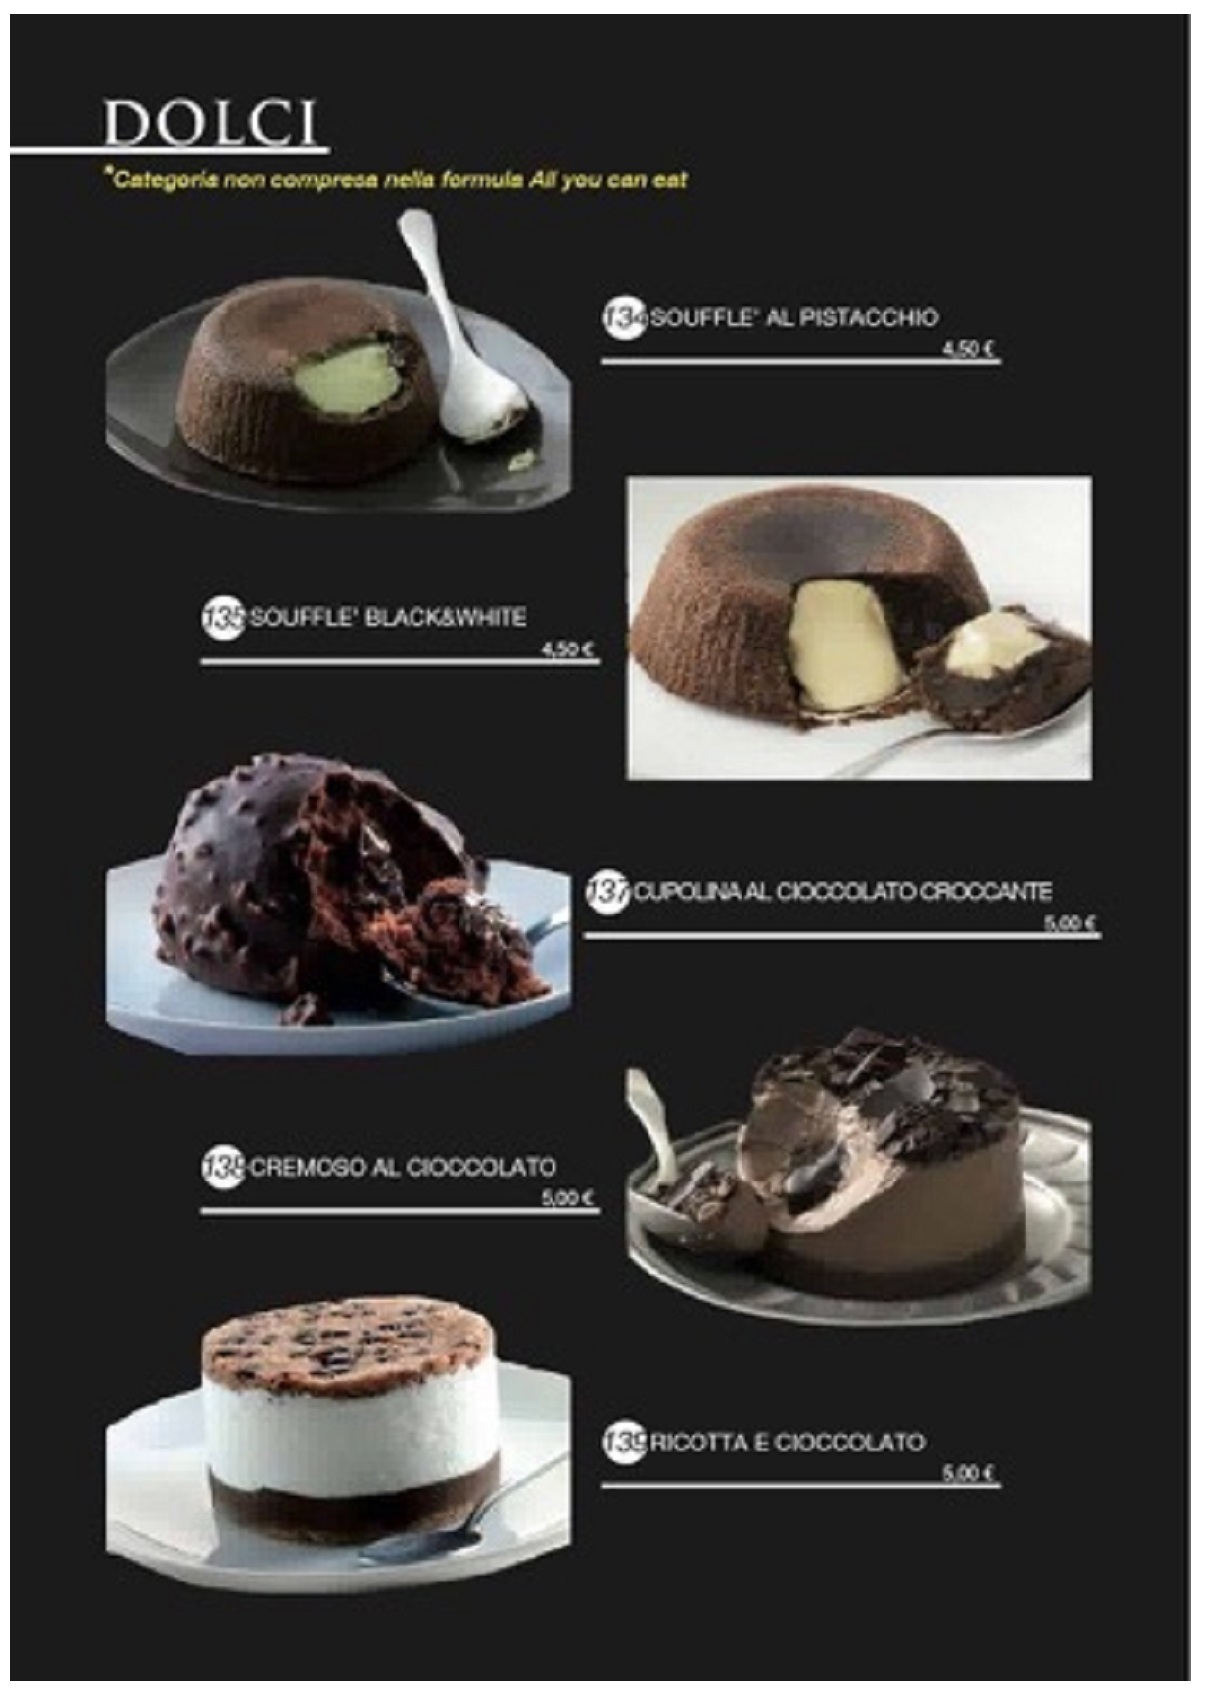 DOLCI
*Categoria non compresa nella formula All you can eat
134 SOUFFLE' AL PISTACCHIO
4,50 €
135 SOUFFLE' BLACK&WHITE
4,50 €
137 CUPOLINA AL CIOCCOLATO CROCCANTE
5,00 €
138 CREMOSO AL CIOCCOLATO
5,00 €
139 RICOTTA E CIOCCOLATO
5,00 €